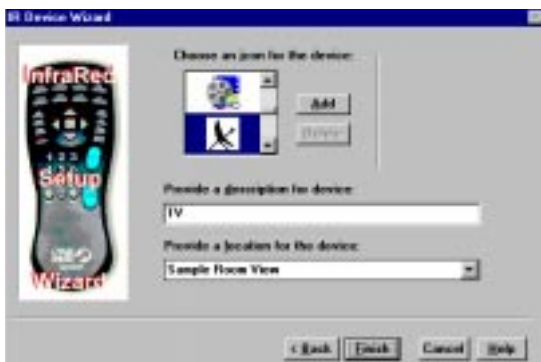 IR Device Wizard
InfraRed
Setup
Wizard
Choose an icon for the device:
Add
Delete
Provide a description for device:
TV
Provide a location for the device:
Sample Room View
< Back
Finish
Cancel
Help